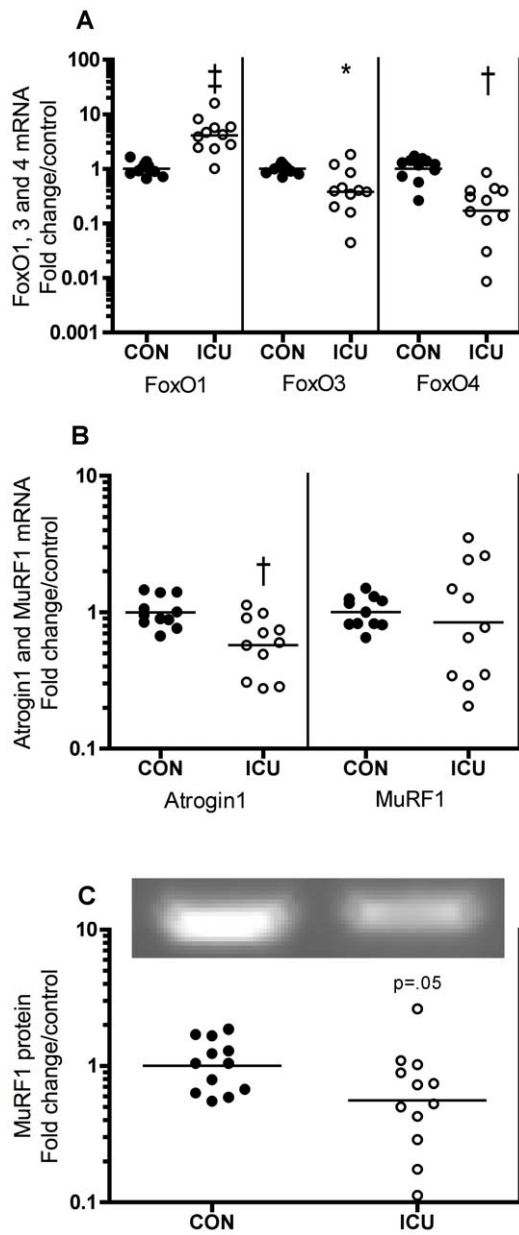 A
FoxO1, 3 and 4 mRNA
Fold change/control
100
10
1
0.1
0.01
0.001
‡
*
†
CON
ICU
CON
ICU
CON
ICU
FoxO1
FoxO3
FoxO4
B
Atrogin1 and MuRF1 mRNA
Fold change/control
10
1
0.1
†
CON
ICU
CON
ICU
Atrogin1
MuRF1
C
MuRF1 protein
Fold change/control
10
1
0.1
p=.05
CON
ICU